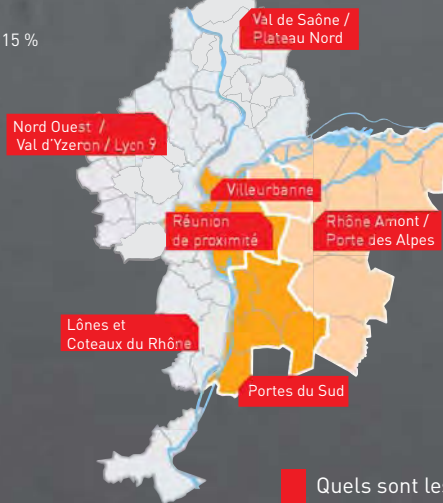 Val de Saône /
Plateau Nord
15 %
Nord Ouest /
Val d'Yzeron / Lyon 9
Villeurbanne
Réunion
de proximité
Rhône Amont /
Porte des Alpes
Lônes et
Coteaux du Rhône
Portes du Sud
Quels sont le